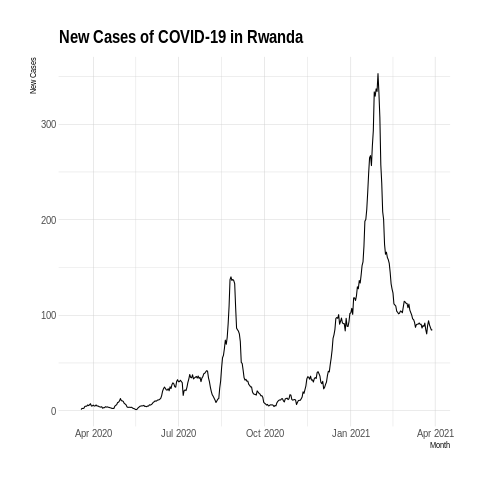 New Cases of COVID-19 in Rwanda
New Cases
300
200
100
0
Apr 2020 Jul 2020 Oct 2020 Jan 2021 Apr 2021
Month